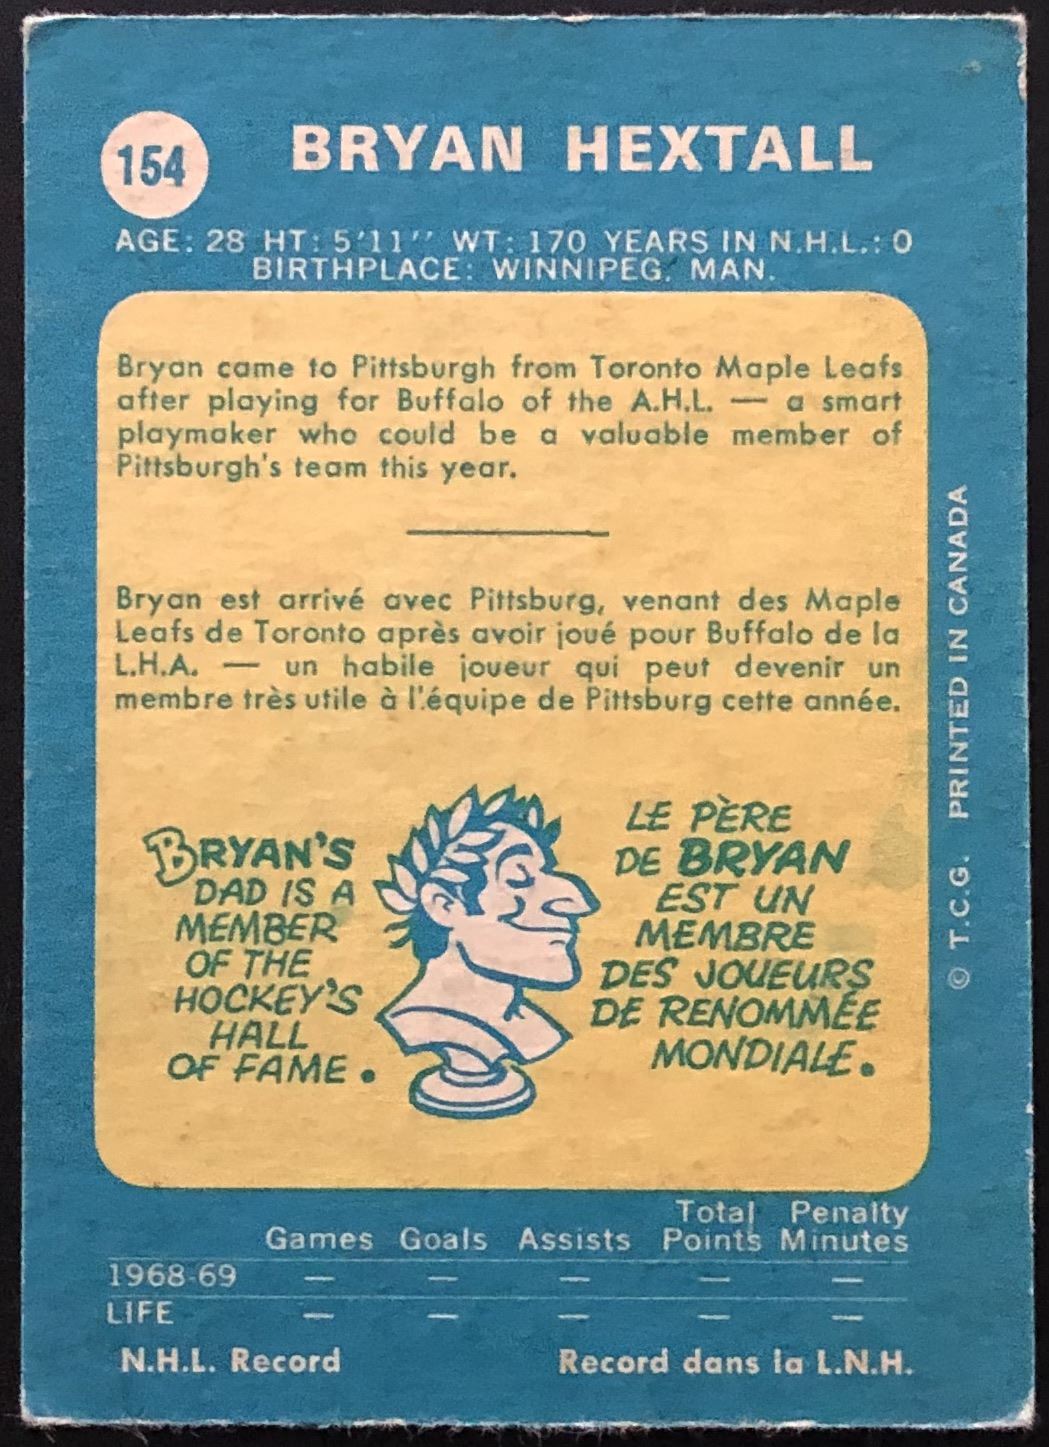 154
BRYAN HEXTALL
AGE: 28 HT: 5'11'' WT: 170 YEARS IN N.H.L.: 0
BIRTHPLACE: WINNIPEG. MAN.
Bryan came to Pittsburgh from Toronto Maple Leafs
after playing for Buffalo of the A.H.L. — a smart
playmaker who could be a valuable member of
Pittsburgh's team this year.
Bryan est arrivé avec Pittsburg, venant des Maple
Leafs de Toronto après avoir joué pour Buffalo de la
L.H.A. — un habile joueur qui peut devenir un
membre très utile à l'équipe de Pittsburg cette année.
BRYAN'S
DAD IS A
MEMBER
OF THE
HOCKEY'S
HALL
OF FAME.
LE PÈRE
DE BRYAN
EST UN
MEMBRE
DES JOUEURS
DE RENOMMÉE
MONDIALE.
© T.C.G. PRINTED IN CANADA
Total Penalty
Games Goals Assists Points Minutes
1968-69 — — — — —
LIFE — — — — —
N.H.L. Record Record dans la L.N.H.